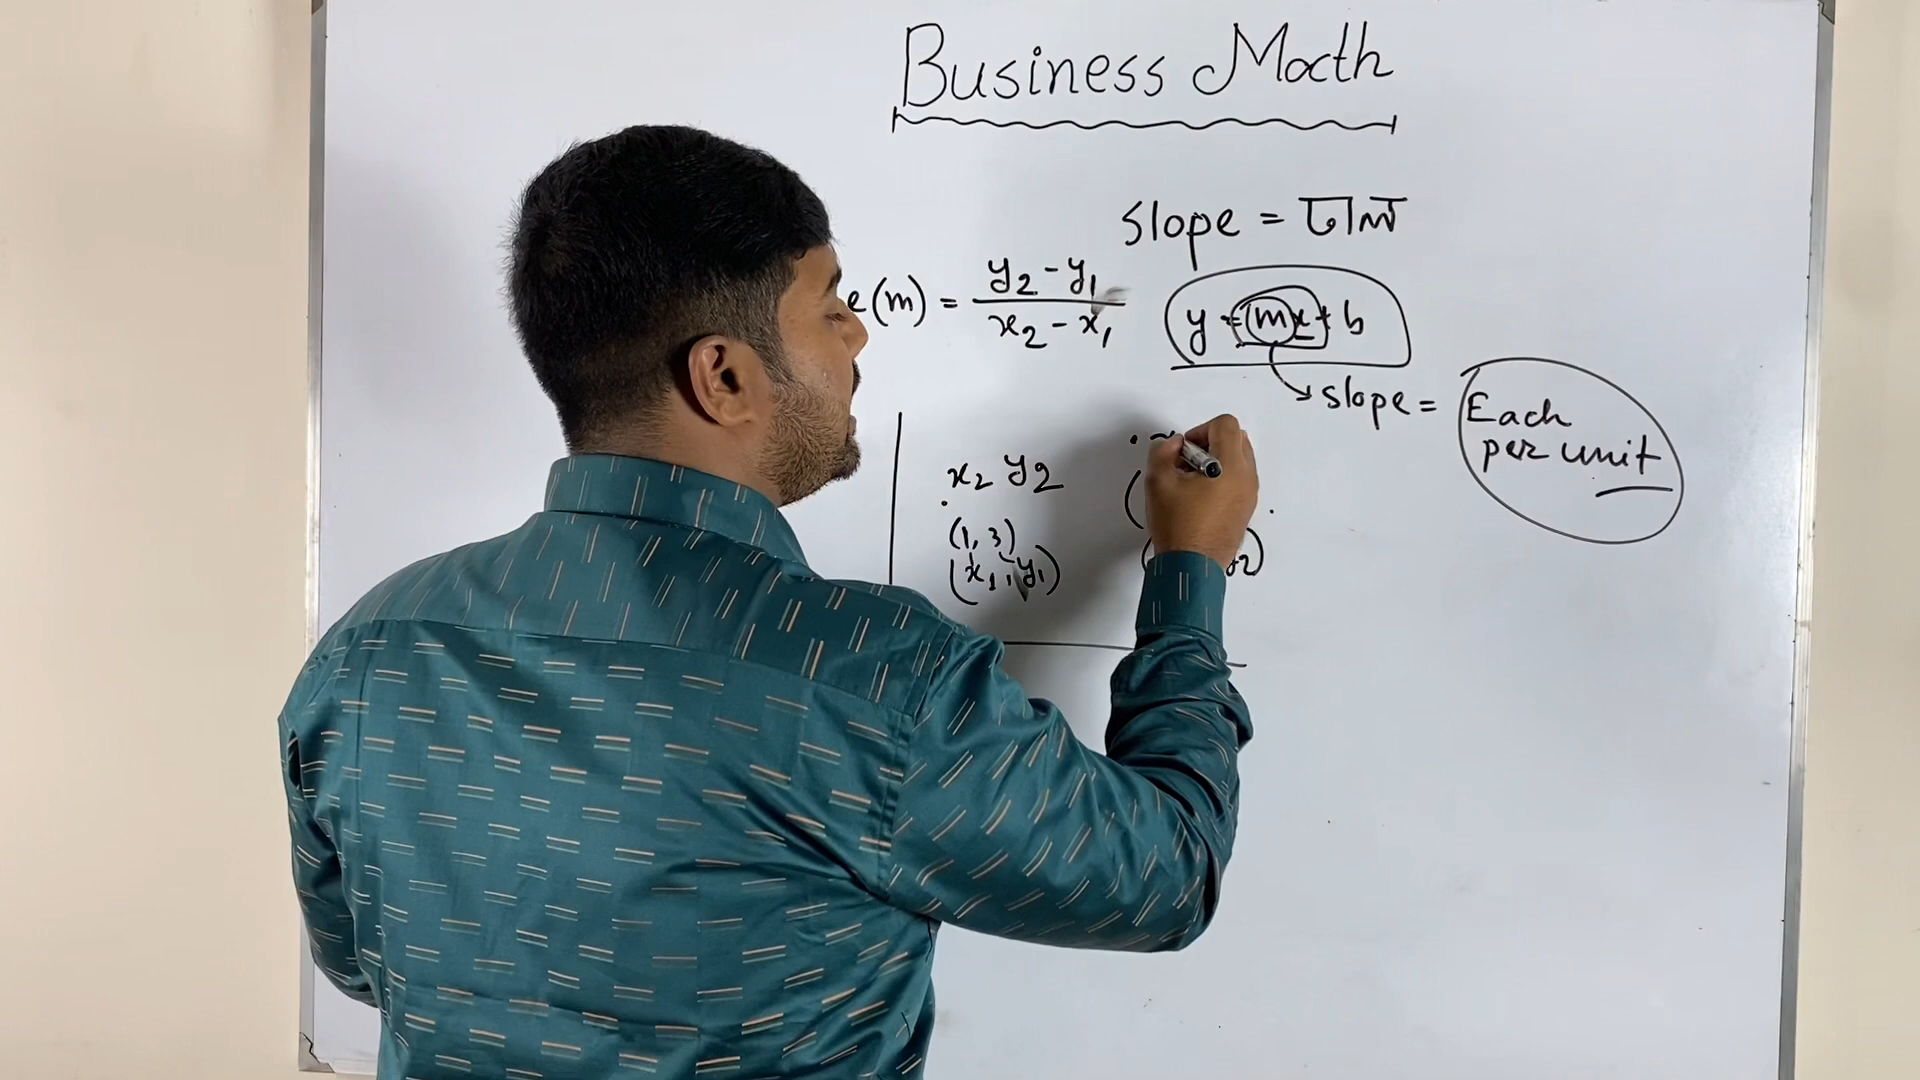 Business Math
slope = ঢাল
e(m) = y₂ - y₁ / x₂ - x₁
y = mx + b
slope =
Each
per unit
x₂ y₂
(1, 3)
(x₁, y₁)